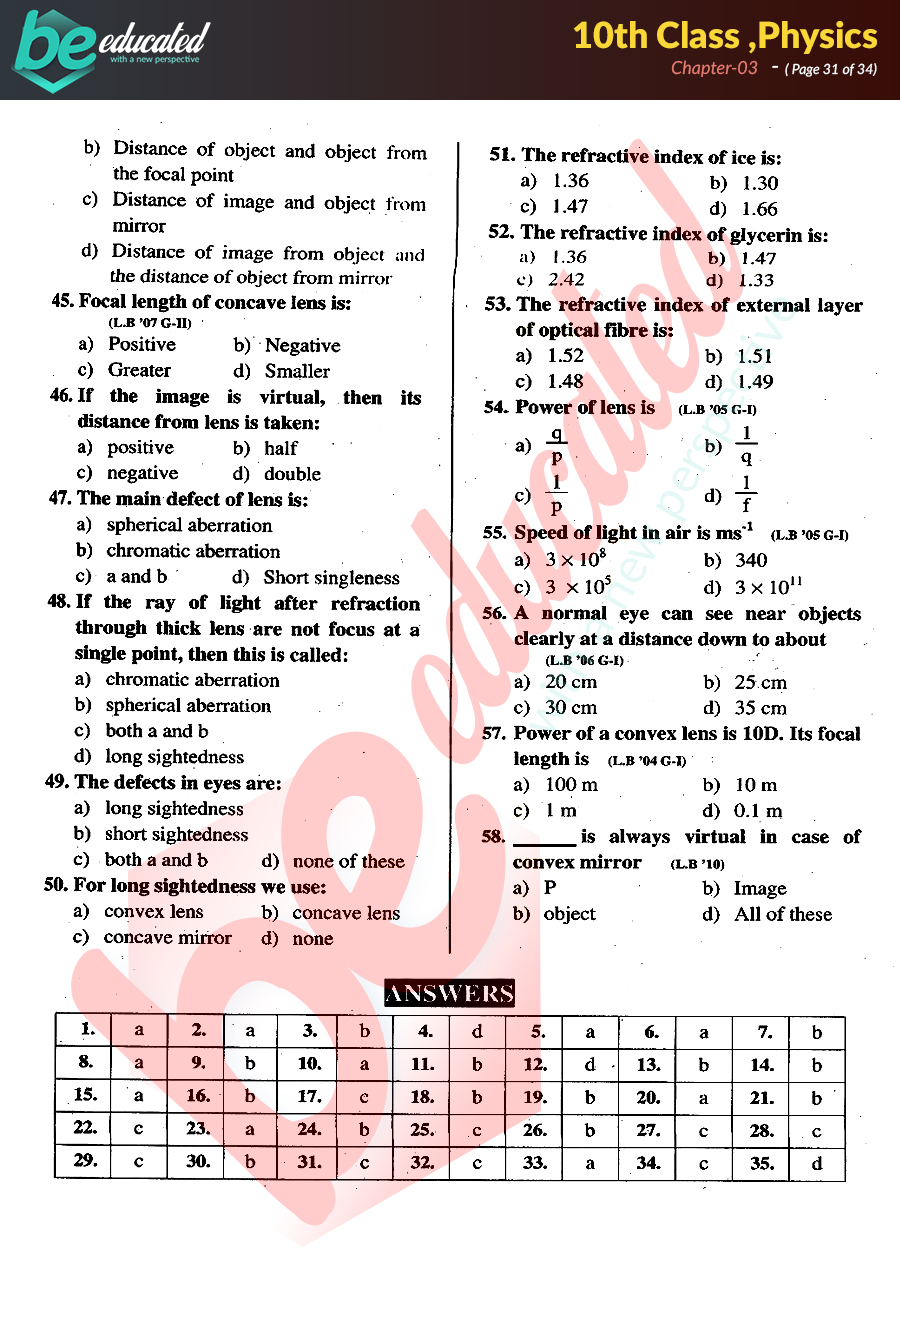 be educated
with a new perspective
10th Class ,Physics
Chapter-03 - ( Page 31 of 34)
b) Distance of object and object from
the focal point
c) Distance of image and object from
mirror
d) Distance of image from object and
the distance of object from mirror
45. Focal length of concave lens is:
(L.B '07 G-II)
a) Positive b) Negative
c) Greater d) Smaller
46. If the image is virtual, then its
distance from lens is taken:
a) positive b) half
c) negative d) double
47. The main defect of lens is:
a) spherical aberration
b) chromatic aberration
c) a and b d) Short singleness
48. If the ray of light after refraction
through thick lens are not focus at a
single point, then this is called:
a) chromatic aberration
b) spherical aberration
c) both a and b
d) long sightedness
49. The defects in eyes are:
a) long sightedness
b) short sightedness
c) both a and b d) none of these
50. For long sightedness we use:
a) convex lens b) concave lens
c) concave mirror d) none
51. The refractive index of ice is:
a) 1.36 b) 1.30
c) 1.47 d) 1.66
52. The refractive index of glycerin is:
a) 1.36 b) 1.47
c) 2.42 d) 1.33
53. The refractive index of external layer
of optical fibre is:
a) 1.52 b) 1.51
c) 1.48 d) 1.49
54. Power of lens is (L.B '05 G-I)
a) q/p b) 1/q
c) 1/p d) 1/f
55. Speed of light in air is ms⁻¹ (L.B '05 G-I)
a) 3 × 10⁸ b) 340
c) 3 × 10⁵ d) 3 × 10¹¹
56. A normal eye can see near objects
clearly at a distance down to about
(L.B '06 G-I)
a) 20 cm b) 25 cm
c) 30 cm d) 35 cm
57. Power of a convex lens is 10D. Its focal
length is (L.B '04 G-I)
a) 100 m b) 10 m
c) 1 m d) 0.1 m
58. ______ is always virtual in case of
convex mirror (L.B '10)
a) P b) Image
b) object d) All of these
ANSWERS
1. a 2. a 3. b 4. d 5. a 6. a 7. b
8. a 9. b 10. a 11. b 12. d 13. b 14. b
15. a 16. b 17. c 18. b 19. b 20. a 21. b
22. c 23. a 24. b 25. c 26. b 27. c 28. c
29. c 30. b 31. c 32. c 33. a 34. c 35. d
be educated
with a new perspective